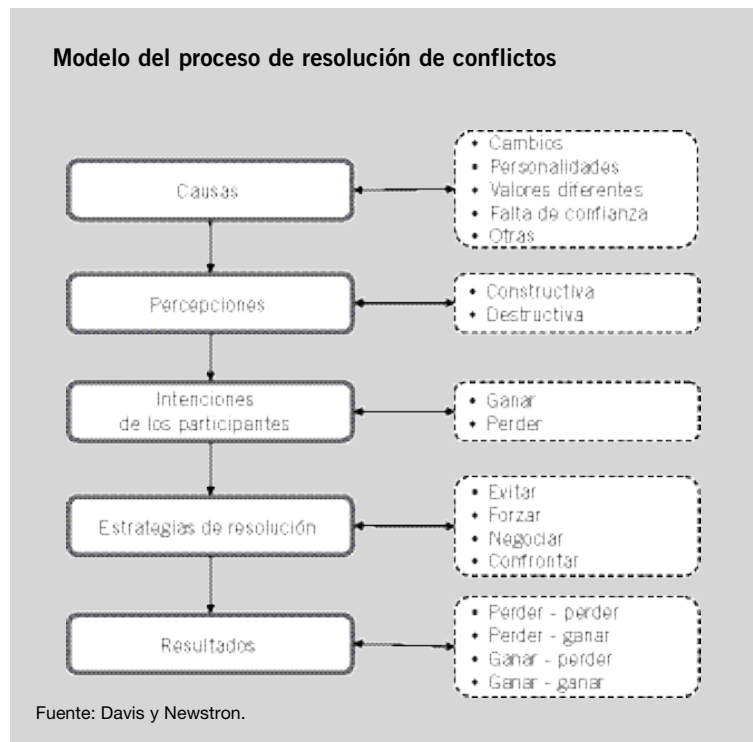 Modelo del proceso de resolución de conflictos
Causas
• Cambios
• Personalidades
• Valores diferentes
• Falta de confianza
• Otras
Percepciones
• Constructiva
• Destructiva
Intenciones
de los participantes
• Ganar
• Perder
Estrategias de resolución
• Evitar
• Forzar
• Negociar
• Confrontar
Resultados
• Perder - perder
• Perder - ganar
• Ganar - perder
• Ganar - ganar
Fuente: Davis y Newstron.